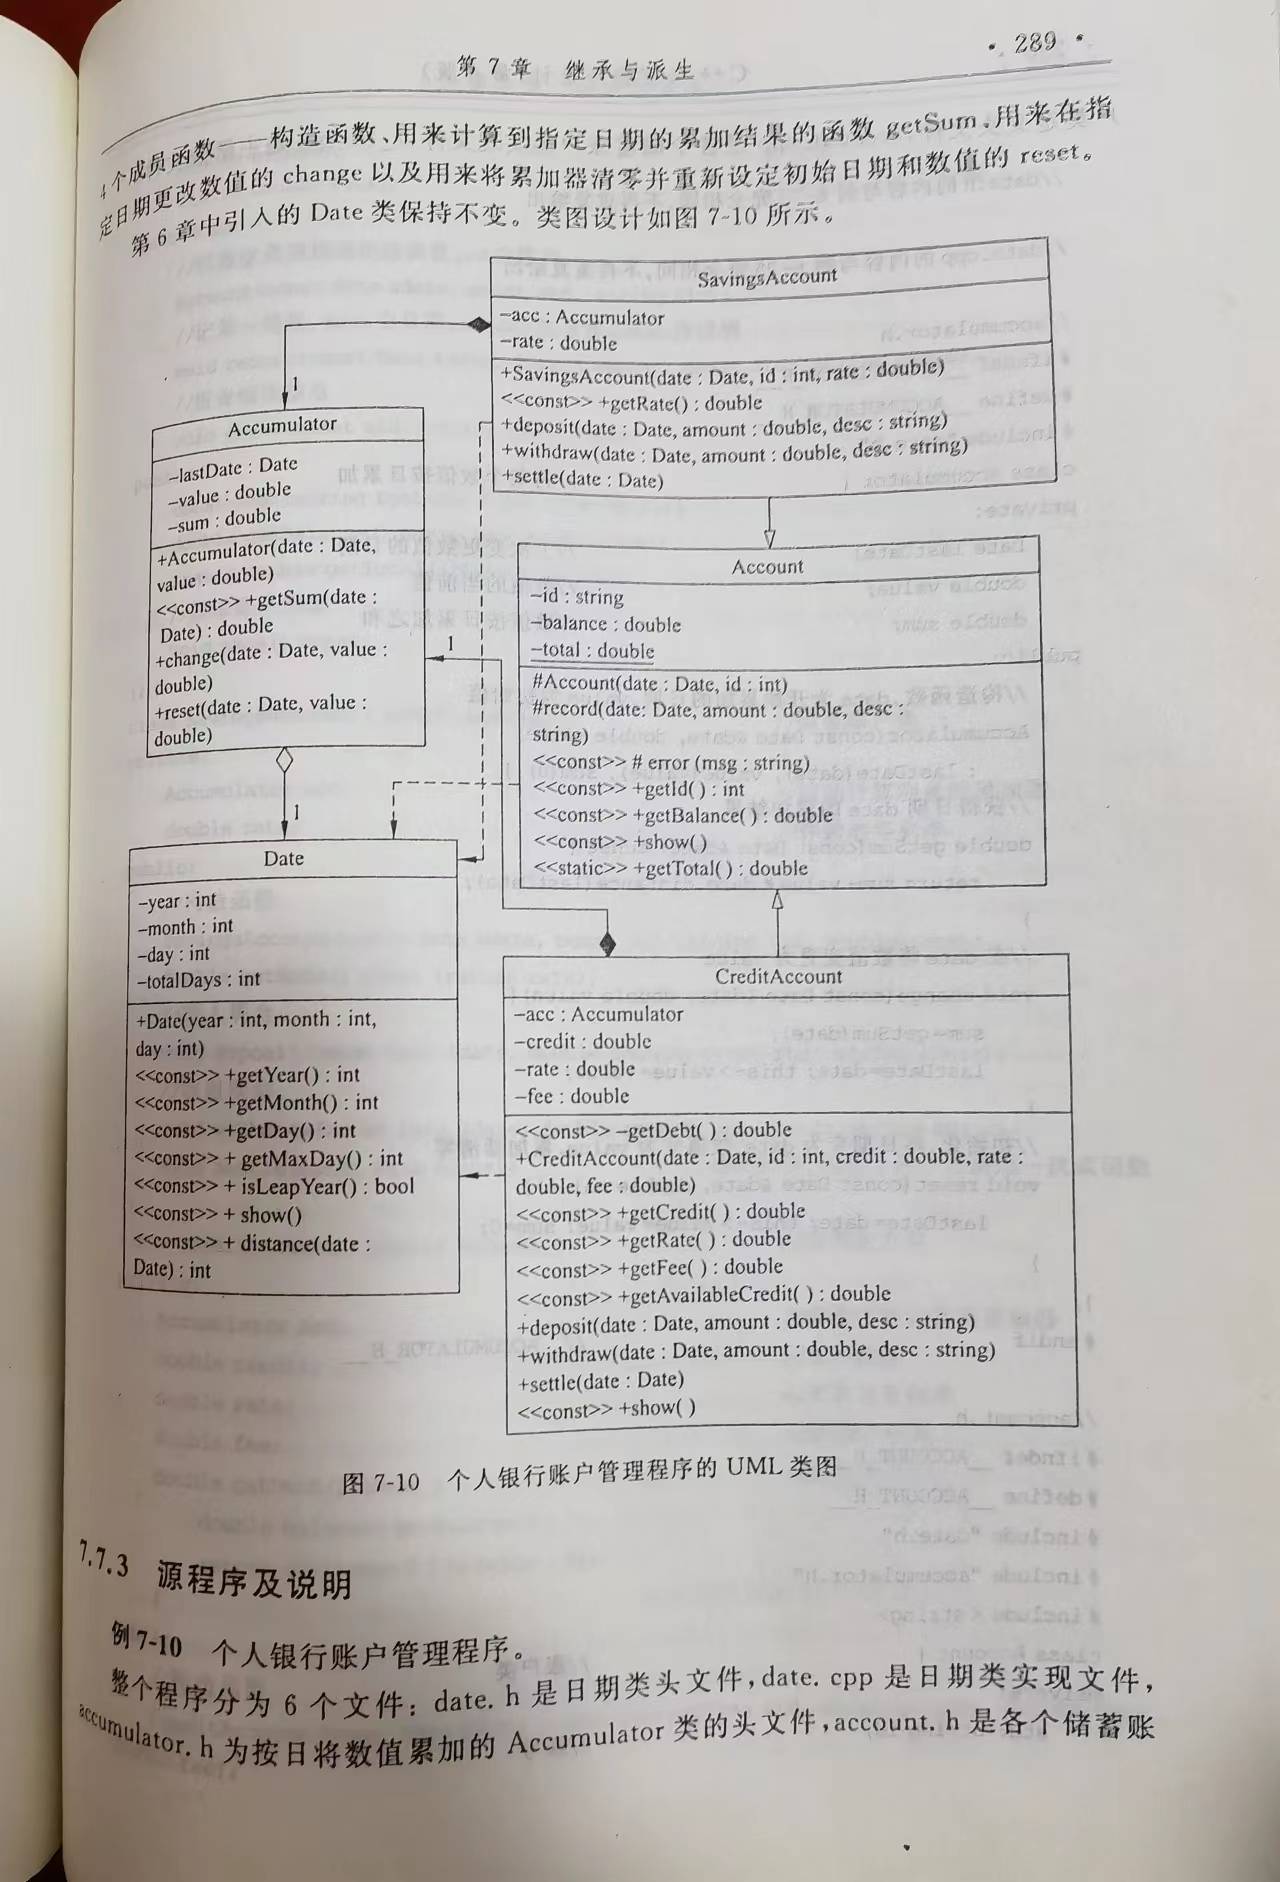 第7章 继承与派生
• 289 •
4个成员函数——构造函数、用来计算到指定日期的累加结果的函数 getSum、用来在指
定日期更改数值的 change 以及用来将累加器清零并重新设定初始日期和数值的 reset。
第6章中引入的 Date 类保持不变。类图设计如图 7-10 所示。
SavingsAccount
-acc : Accumulator
-rate : double
+SavingsAccount(date : Date, id : int, rate : double)
<<const>> +getRate() : double
+deposit(date : Date, amount : double, desc : string)
+withdraw(date : Date, amount : double, desc : string)
+settle(date : Date)
1
Accumulator
-lastDate : Date
-value : double
-sum : double
+Accumulator(date : Date,
value : double)
<<const>> +getSum(date :
Date) : double
+change(date : Date, value :
double)
+reset(date : Date, value :
double)
1
Account
-id : string
-balance : double
-total : double
#Account(date : Date, id : int)
#record(date: Date, amount : double, desc :
string)
<<const>> # error (msg : string)
<<const>> +getId( ) : int
<<const>> +getBalance( ) : double
<<const>> +show()
<<static>> +getTotal( ) : double
1
Date
-year : int
-month : int
-day : int
-totalDays : int
+Date(year : int, month : int,
day : int)
<<const>> +getYear() : int
<<const>> +getMonth() : int
<<const>> +getDay() : int
<<const>> + getMaxDay() : int
<<const>> + isLeapYear() : bool
<<const>> + show()
<<const>> + distance(date :
Date) : int
CreditAccount
-acc : Accumulator
-credit : double
-rate : double
-fee : double
<<const>> -getDebt( ) : double
+CreditAccount(date : Date, id : int, credit : double, rate :
double, fee : double)
<<const>> +getCredit( ) : double
<<const>> +getRate( ) : double
<<const>> +getFee( ) : double
<<const>> +getAvailableCredit( ) : double
+deposit(date : Date, amount : double, desc : string)
+withdraw(date : Date, amount : double, desc : string)
+settle(date : Date)
<<const>> +show( )
图 7-10 个人银行账户管理程序的 UML 类图
7.7.3 源程序及说明
例7-10 个人银行账户管理程序。
整个程序分为 6 个文件：date. h 是日期类头文件,date. cpp 是日期类实现文件,
accumulator. h 为按日将数值累加的 Accumulator 类的头文件,account. h 是各个储蓄账